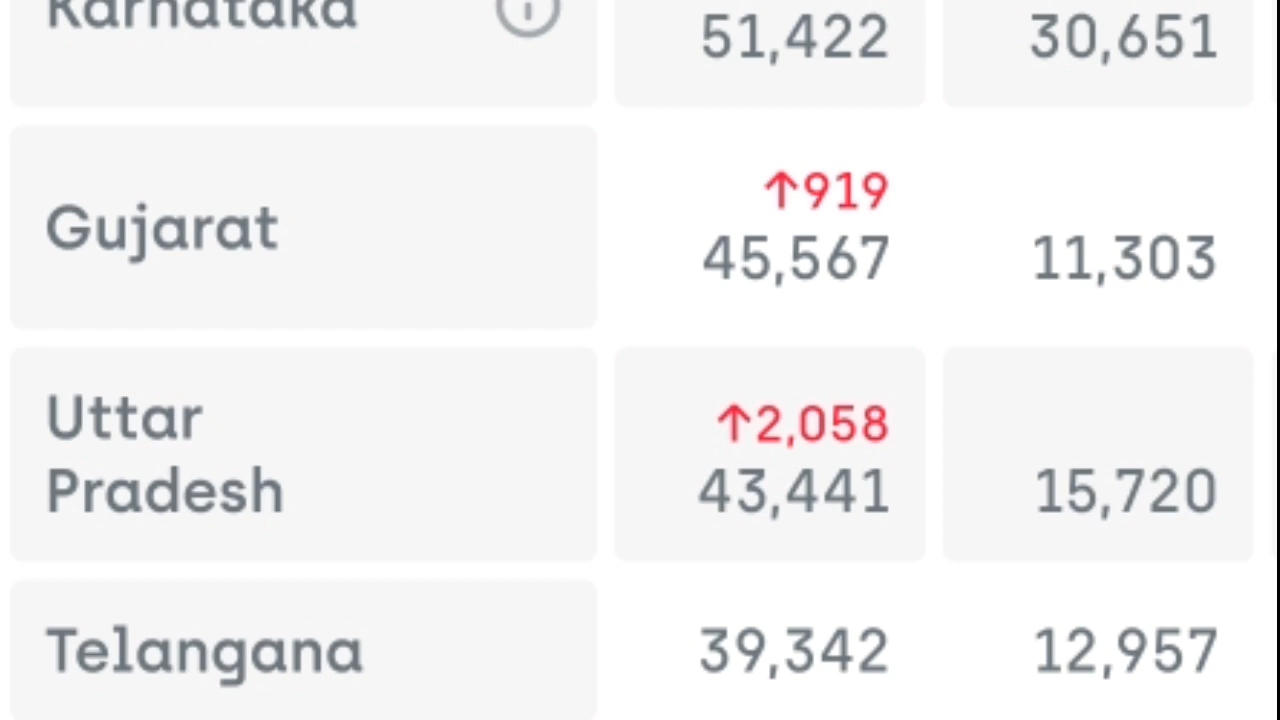 Karnataka 51,422 30,651
↑919
Gujarat 45,567 11,303
Uttar
↑2,058
Pradesh 43,441 15,720
Telangana 39,342 12,957